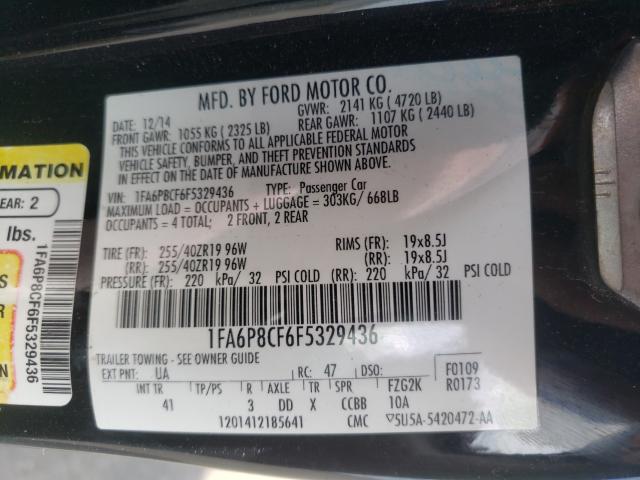 MFD. BY FORD MOTOR CO.
DATE: 12/14 GVWR: 2141 KG (4720 LB)
FRONT GAWR: 1055 KG (2325 LB) REAR GAWR: 1107 KG (2440 LB)
THIS VEHICLE CONFORMS TO ALL APPLICABLE FEDERAL MOTOR
VEHICLE SAFETY, BUMPER, AND THEFT PREVENTION STANDARDS
IN EFFECT ON THE DATE OF MANUFACTURE SHOWN ABOVE.
VIN: 1FA6P8CF6F5329436 TYPE: Passenger Car
MAXIMUM LOAD = OCCUPANTS + LUGGAGE = 303KG/ 668LB
OCCUPANTS = 4 TOTAL; 2 FRONT, 2 REAR
TIRE (FR): 255/40ZR19 96W RIMS (FR): 19x8.5J
(RR): 255/40ZR19 96W (RR): 19x8.5J
PRESSURE (FR): 220 kPa/ 32 PSI COLD (RR): 220 kPa/ 32 PSI COLD
1FA6P8CF6F5329436
TRAILER TOWING - SEE OWNER GUIDE
EXT PNT: UA RC: 47 DSO: F0109
R0173
INT TR TP/PS R AXLE TR SPR FZG2K
41 3 DD X CCBB 10A
1201412185641 CMC ▽5U5A-5420472-AA
MATION
EAR: 2
lbs.
1FA6P8CF6F5329436
S
R